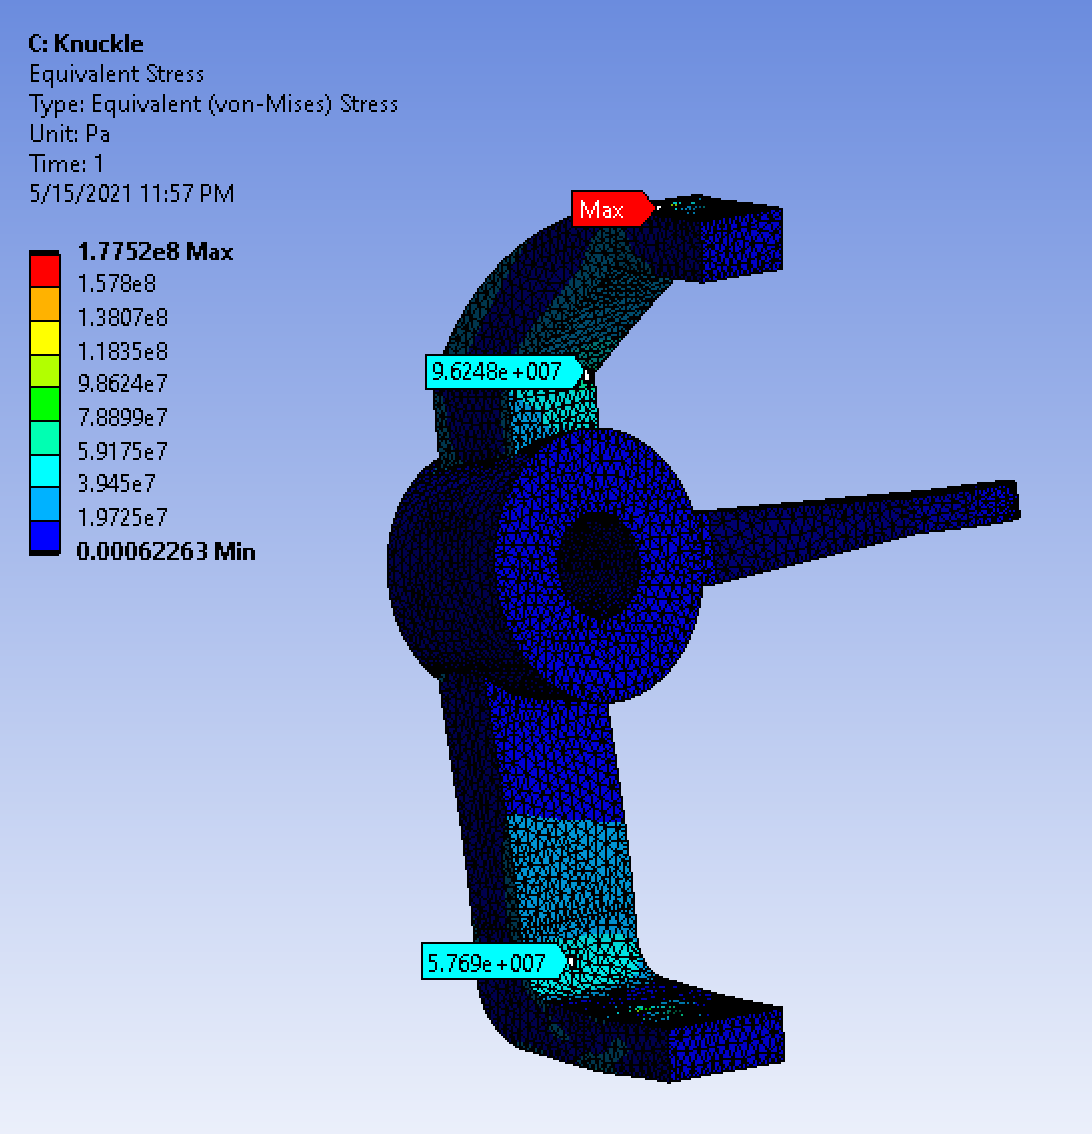 C: Knuckle
Equivalent Stress
Type: Equivalent (von-Mises) Stress
Unit: Pa
Time: 1
5/15/2021 11:57 PM
1.7752e8 Max
1.578e8
1.3807e8
1.1835e8
9.8624e7
7.8899e7
5.9175e7
3.945e7
1.9725e7
0.00062263 Min
Max
9.6248e+007
5.769e+007